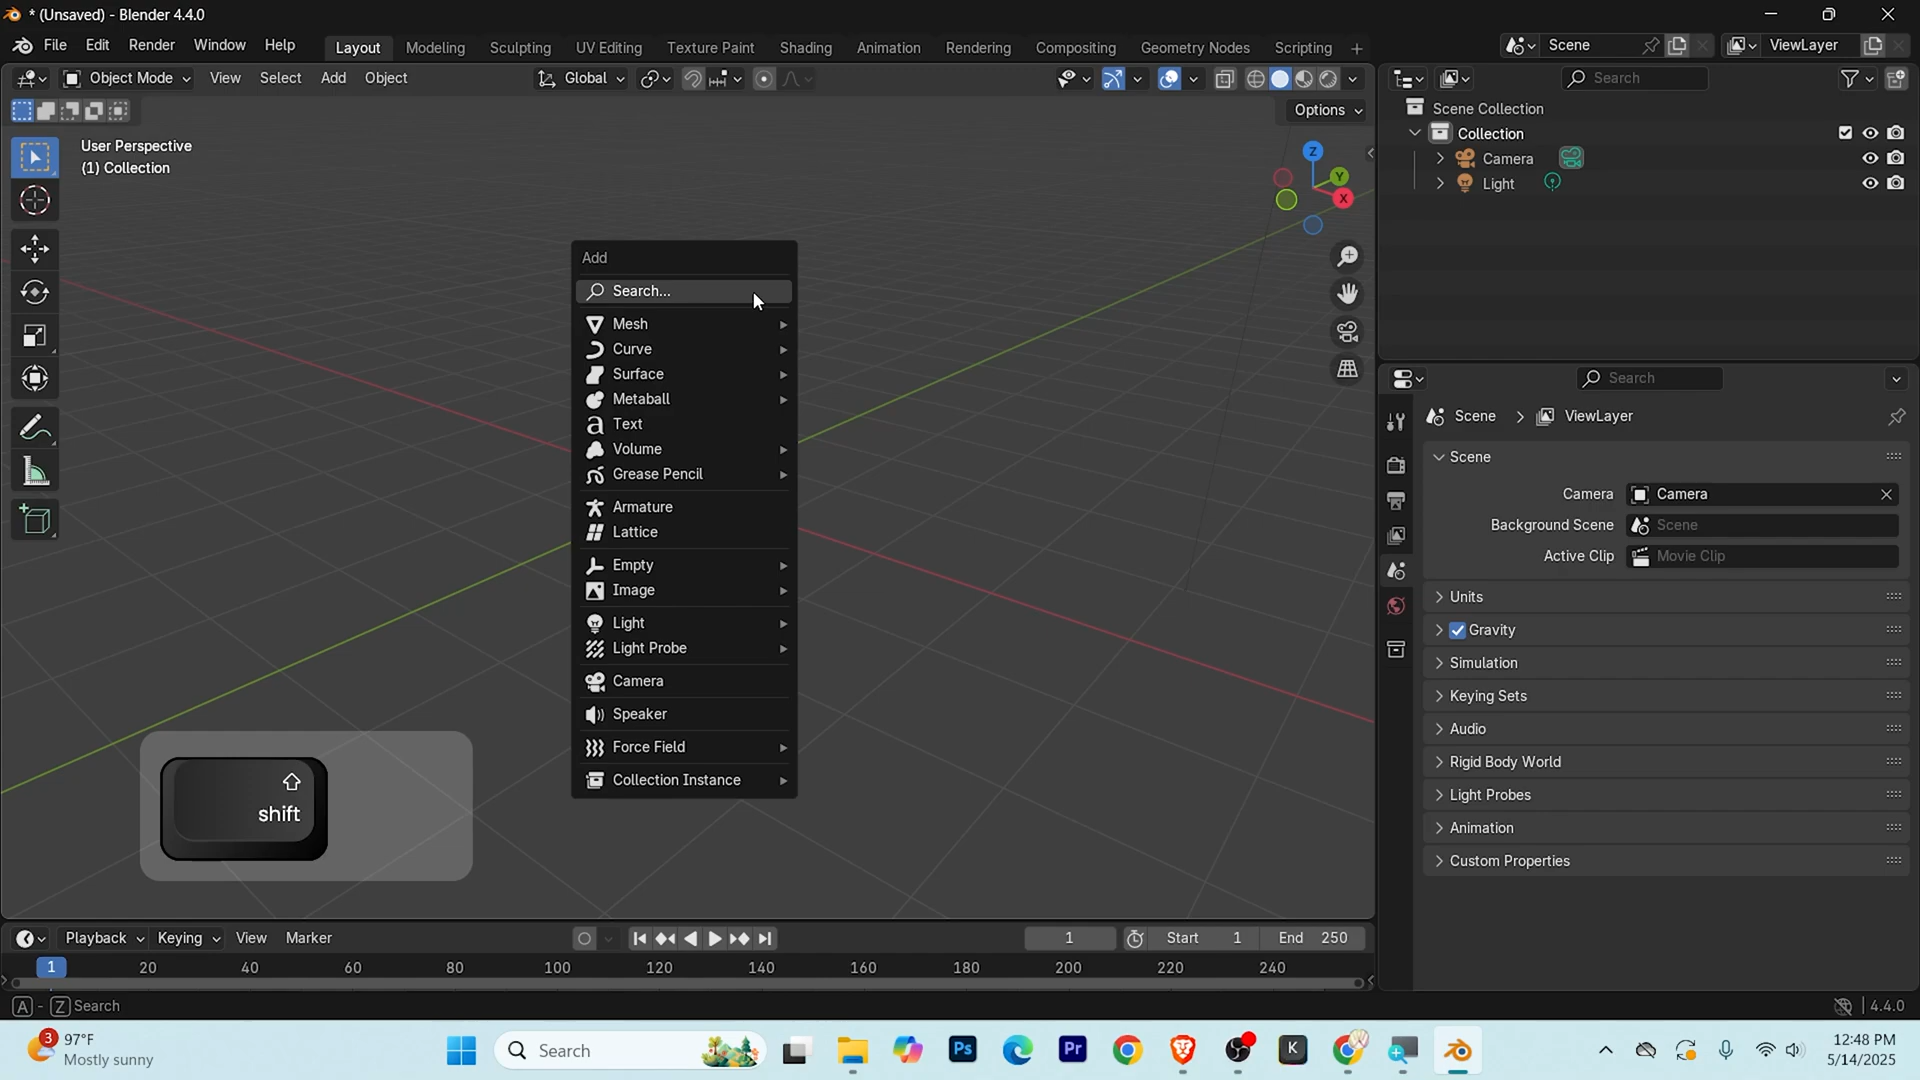 * (Unsaved) - Blender 4.4.0
File Edit Render Window Help Layout Modeling Sculpting UV Editing Texture Paint Shading Animation Rendering Compositing Geometry Nodes Scripting + Scene ViewLayer
Object Mode View Select Add Object Global Search
Options
User Perspective
(1) Collection
Z
Y
X
Scene Collection
Collection
Camera
Light
Add
Search...
Mesh
Curve
Surface
Metaball
Text
Volume
Grease Pencil
Armature
Lattice
Empty
Image
Light
Light Probe
Camera
Speaker
Force Field
Collection Instance
shift
Search
Scene > ViewLayer
Scene
Camera Camera
Background Scene Scene
Active Clip Movie Clip
Units
Gravity
Simulation
Keying Sets
Audio
Rigid Body World
Light Probes
Animation
Custom Properties
Playback Keying View Marker 1 Start 1 End 250
1 20 40 60 80 100 120 140 160 180 200 220 240
A - Z Search 4.4.0
3 97°F
Mostly sunny
Search
Ps
Pr
K
12:48 PM
5/14/2025